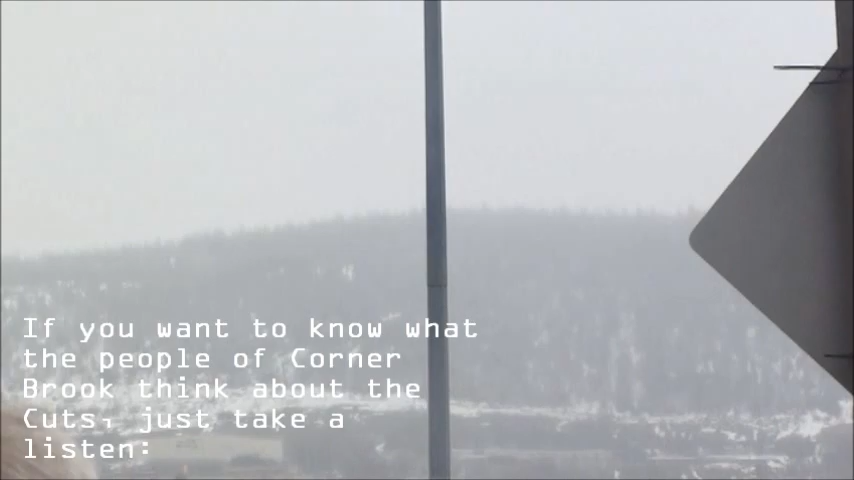 If you want to know what
the people of Corner
Brook think about the
Cuts, just take a
listen: